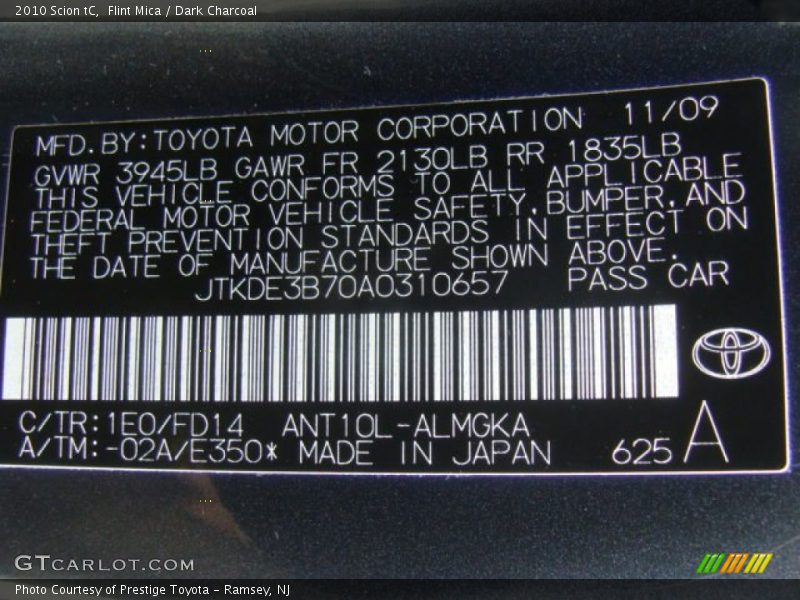 2010 Scion tC,  Flint Mica / Dark Charcoal
MFD.BY:TOYOTA MOTOR CORPORATION 11/09
GVWR 3945LB GAWR FR 2130LB RR 1835LB
THIS VEHICLE CONFORMS TO ALL APPLICABLE
FEDERAL MOTOR VEHICLE SAFETY,BUMPER,AND
THEFT PREVENTION STANDARDS IN EFFECT ON
THE DATE OF MANUFACTURE SHOWN ABOVE.
JTKDE3B70A0310657 PASS CAR
C/TR:1E0/FD14 ANT10L-ALMGKA
A/TM:-02A/E350* MADE IN JAPAN 625 A
GTCARLOT.COM
Photo Courtesy of Prestige Toyota - Ramsey, NJ